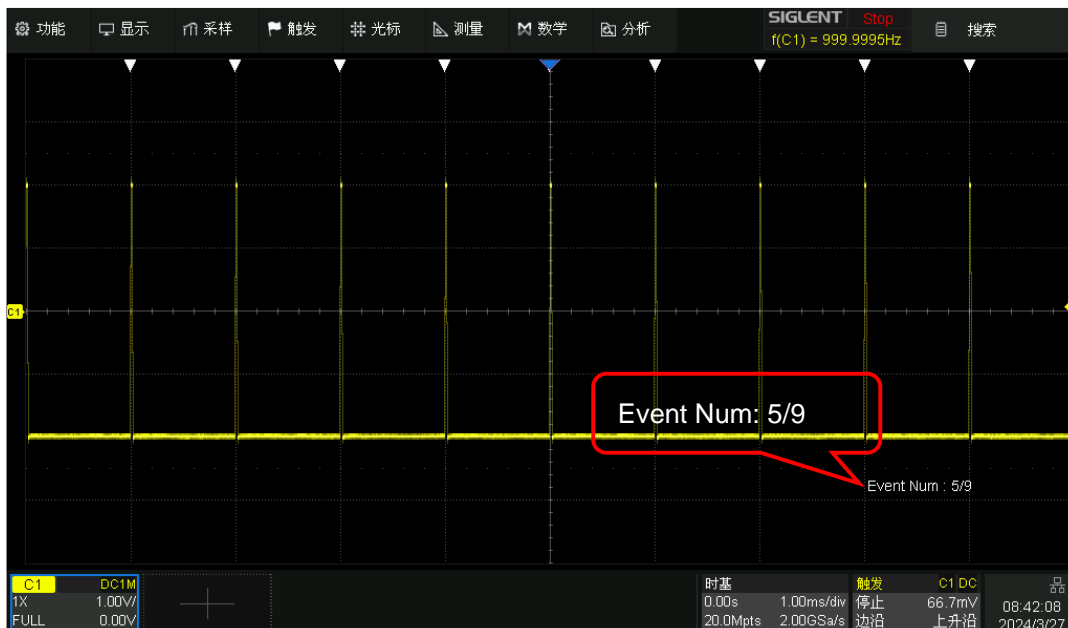 功能 显示 采样 触发 光标 测量 数学 分析 SIGLENT Stop 搜索
f(C1) = 999.9995Hz
C1
Event Num: 5/9
Event Num : 5/9
C1 DC1M
1X 1.00V/
FULL 0.00V
时基
0.00s 1.00ms/div
20.0Mpts 2.00GSa/s
触发 C1 DC
停止 66.7mV
边沿 上升沿
08:42:08
2024/3/27